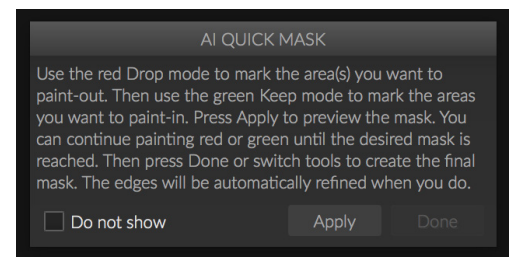 AI QUICK MASK
Use the red Drop mode to mark the area(s) you want to
paint-out. Then use the green Keep mode to mark the areas
you want to paint-in. Press Apply to preview the mask. You
can continue painting red or green until the desired mask is
reached. Then press Done or switch tools to create the final
mask. The edges will be automatically refined when you do.
Do not show Apply Done